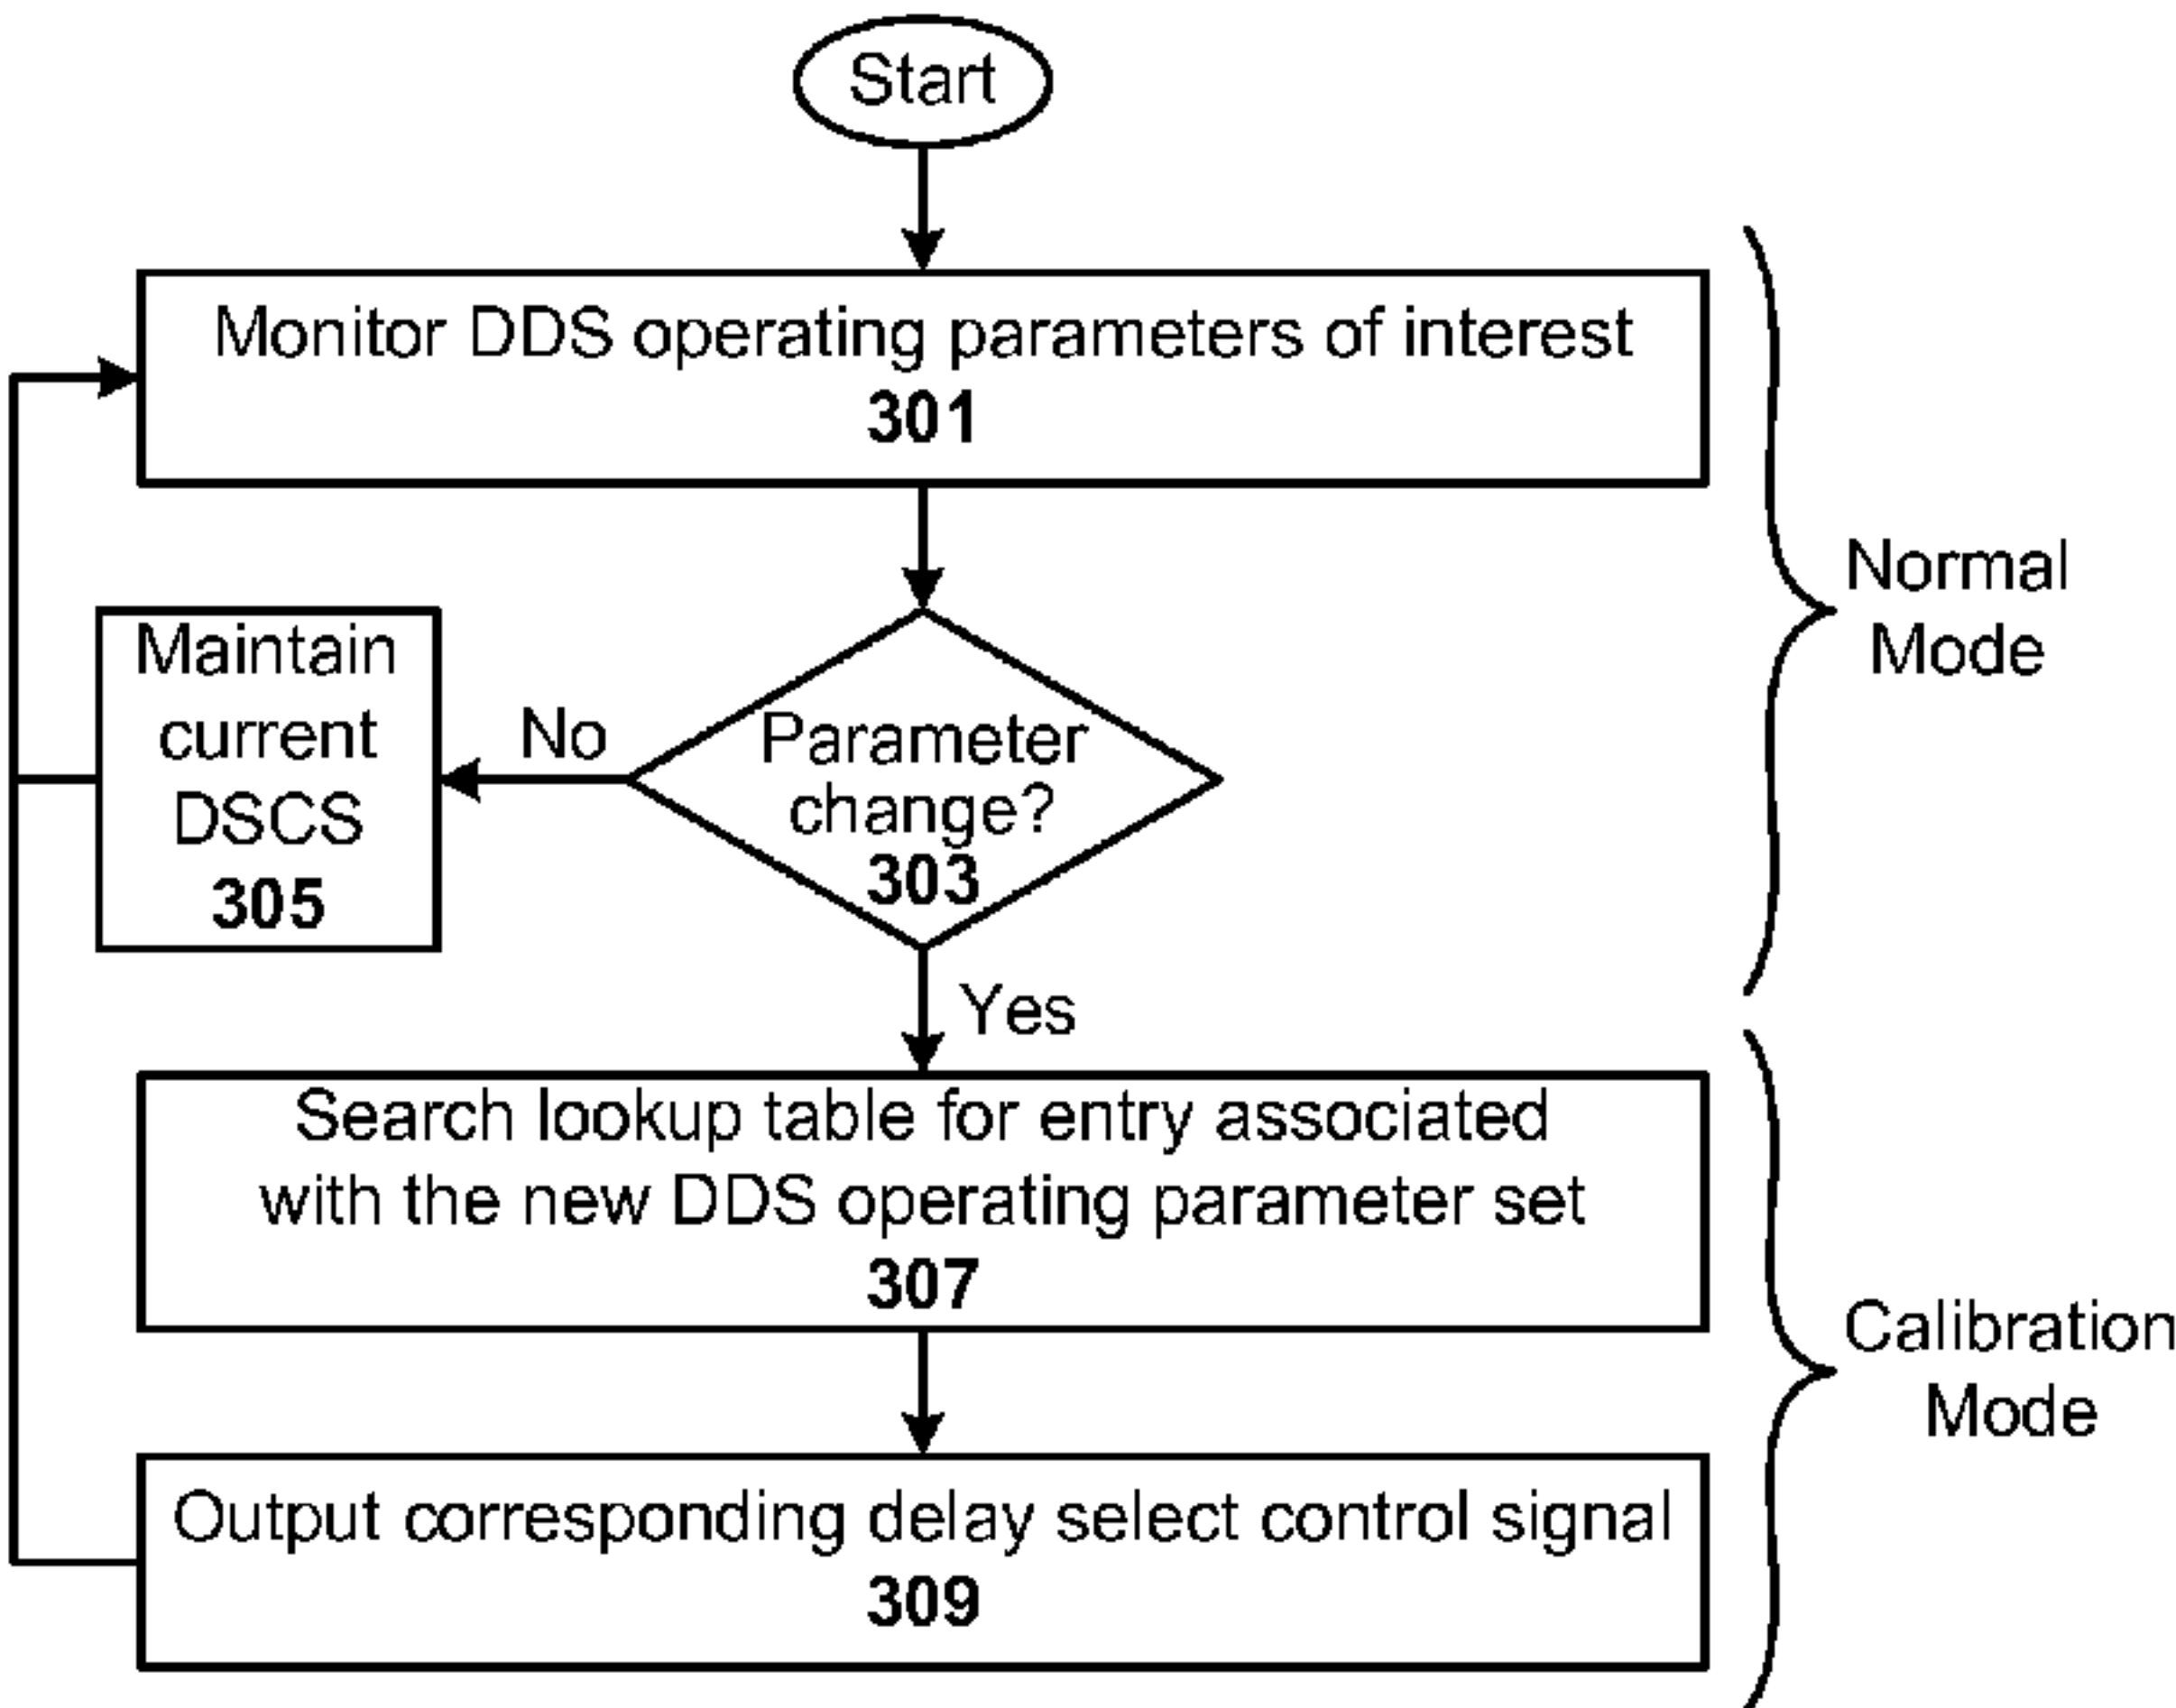 Start
Monitor DDS operating parameters of interest
301
Normal
Mode
Maintain
current
DSCS
305
No
Parameter
change?
303
Yes
Search lookup table for entry associated
with the new DDS operating parameter set
307
Calibration
Mode
Output corresponding delay select control signal
309